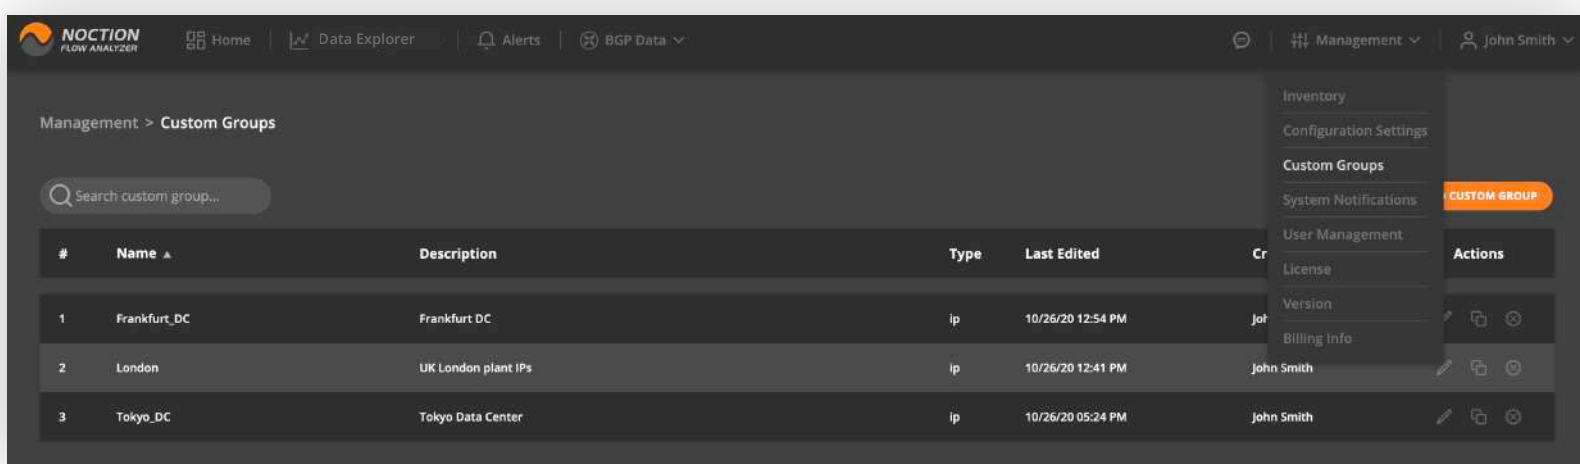 NOCTION
FLOW ANALYZER
Home
Data Explorer
Alerts
BGP Data
Management
John Smith
Management > Custom Groups
Inventory
Configuration Settings
Custom Groups
System Notifications
User Management
License
Version
Billing Info
Search custom group...
CUSTOM GROUP
# Name Description Type Last Edited Cr Actions
1 Frankfurt_DC Frankfurt DC ip 10/26/20 12:54 PM
2 London UK London plant IPs ip 10/26/20 12:41 PM John Smith
3 Tokyo_DC Tokyo Data Center ip 10/26/20 05:24 PM John Smith